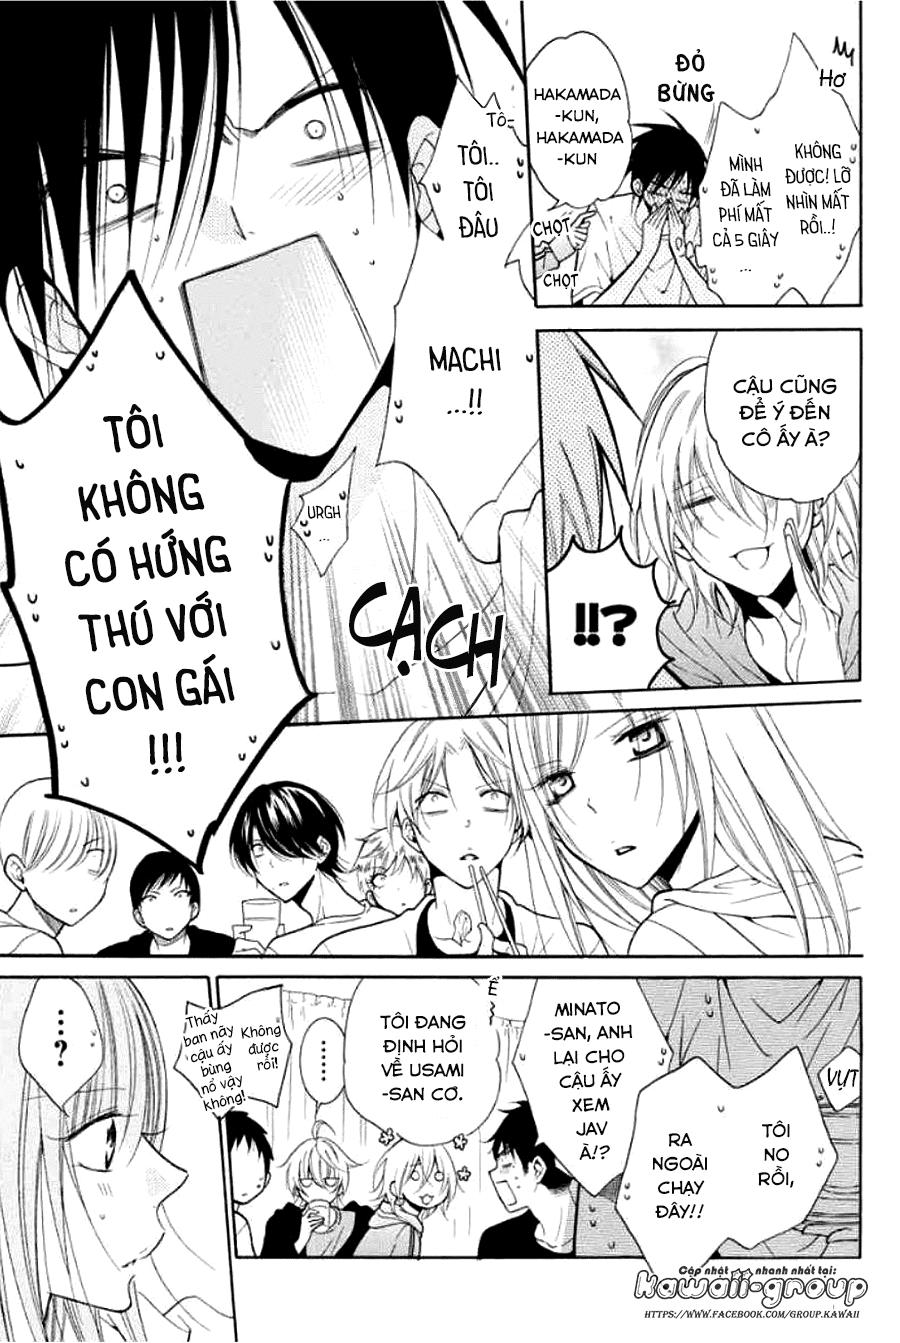 Hơ
KHÔNG
ĐƯỢC! LỠ
NHÌN MẤT
RỒI..!
MÌNH
ĐÃ LÀM
PHÍ MẤT
CẢ 5 GIÂY
...
ĐỎ
BỪNG
HAKAMADA
-KUN,
HAKAMADA
-KUN
CHỌT
CHỌT
Tô-
TÔI..
TÔI
ĐÂU
CẬU CŨNG
ĐỂ Ý ĐẾN
CÔ ẤY À?
!!?
MACHI
...!!
URGH
...
CẠCH
TÔI
KHÔNG
CÓ HỨNG
THÚ VỚI
CON GÁI
!!!
VỤT
TÔI
NO
RỒI,
RA
NGOÀI
CHẠY
ĐÂY!!
MINATO
-SAN, ANH
LẠI CHO
CẬU ẤY
XEM
JAV
À!?
Ể
TÔI ĐANG
ĐỊNH HỎI
VỀ USAMI
-SAN CƠ.
......
Không
được
rồi!
Thấy
ban nãy
cậu ấy
bùng
nổ vậy
không!
...
?
Cập nhật nhanh nhất tại:
kawaii-group
HTTPS://WWW.FACEBOOK.COM/GROUP.KAWAII